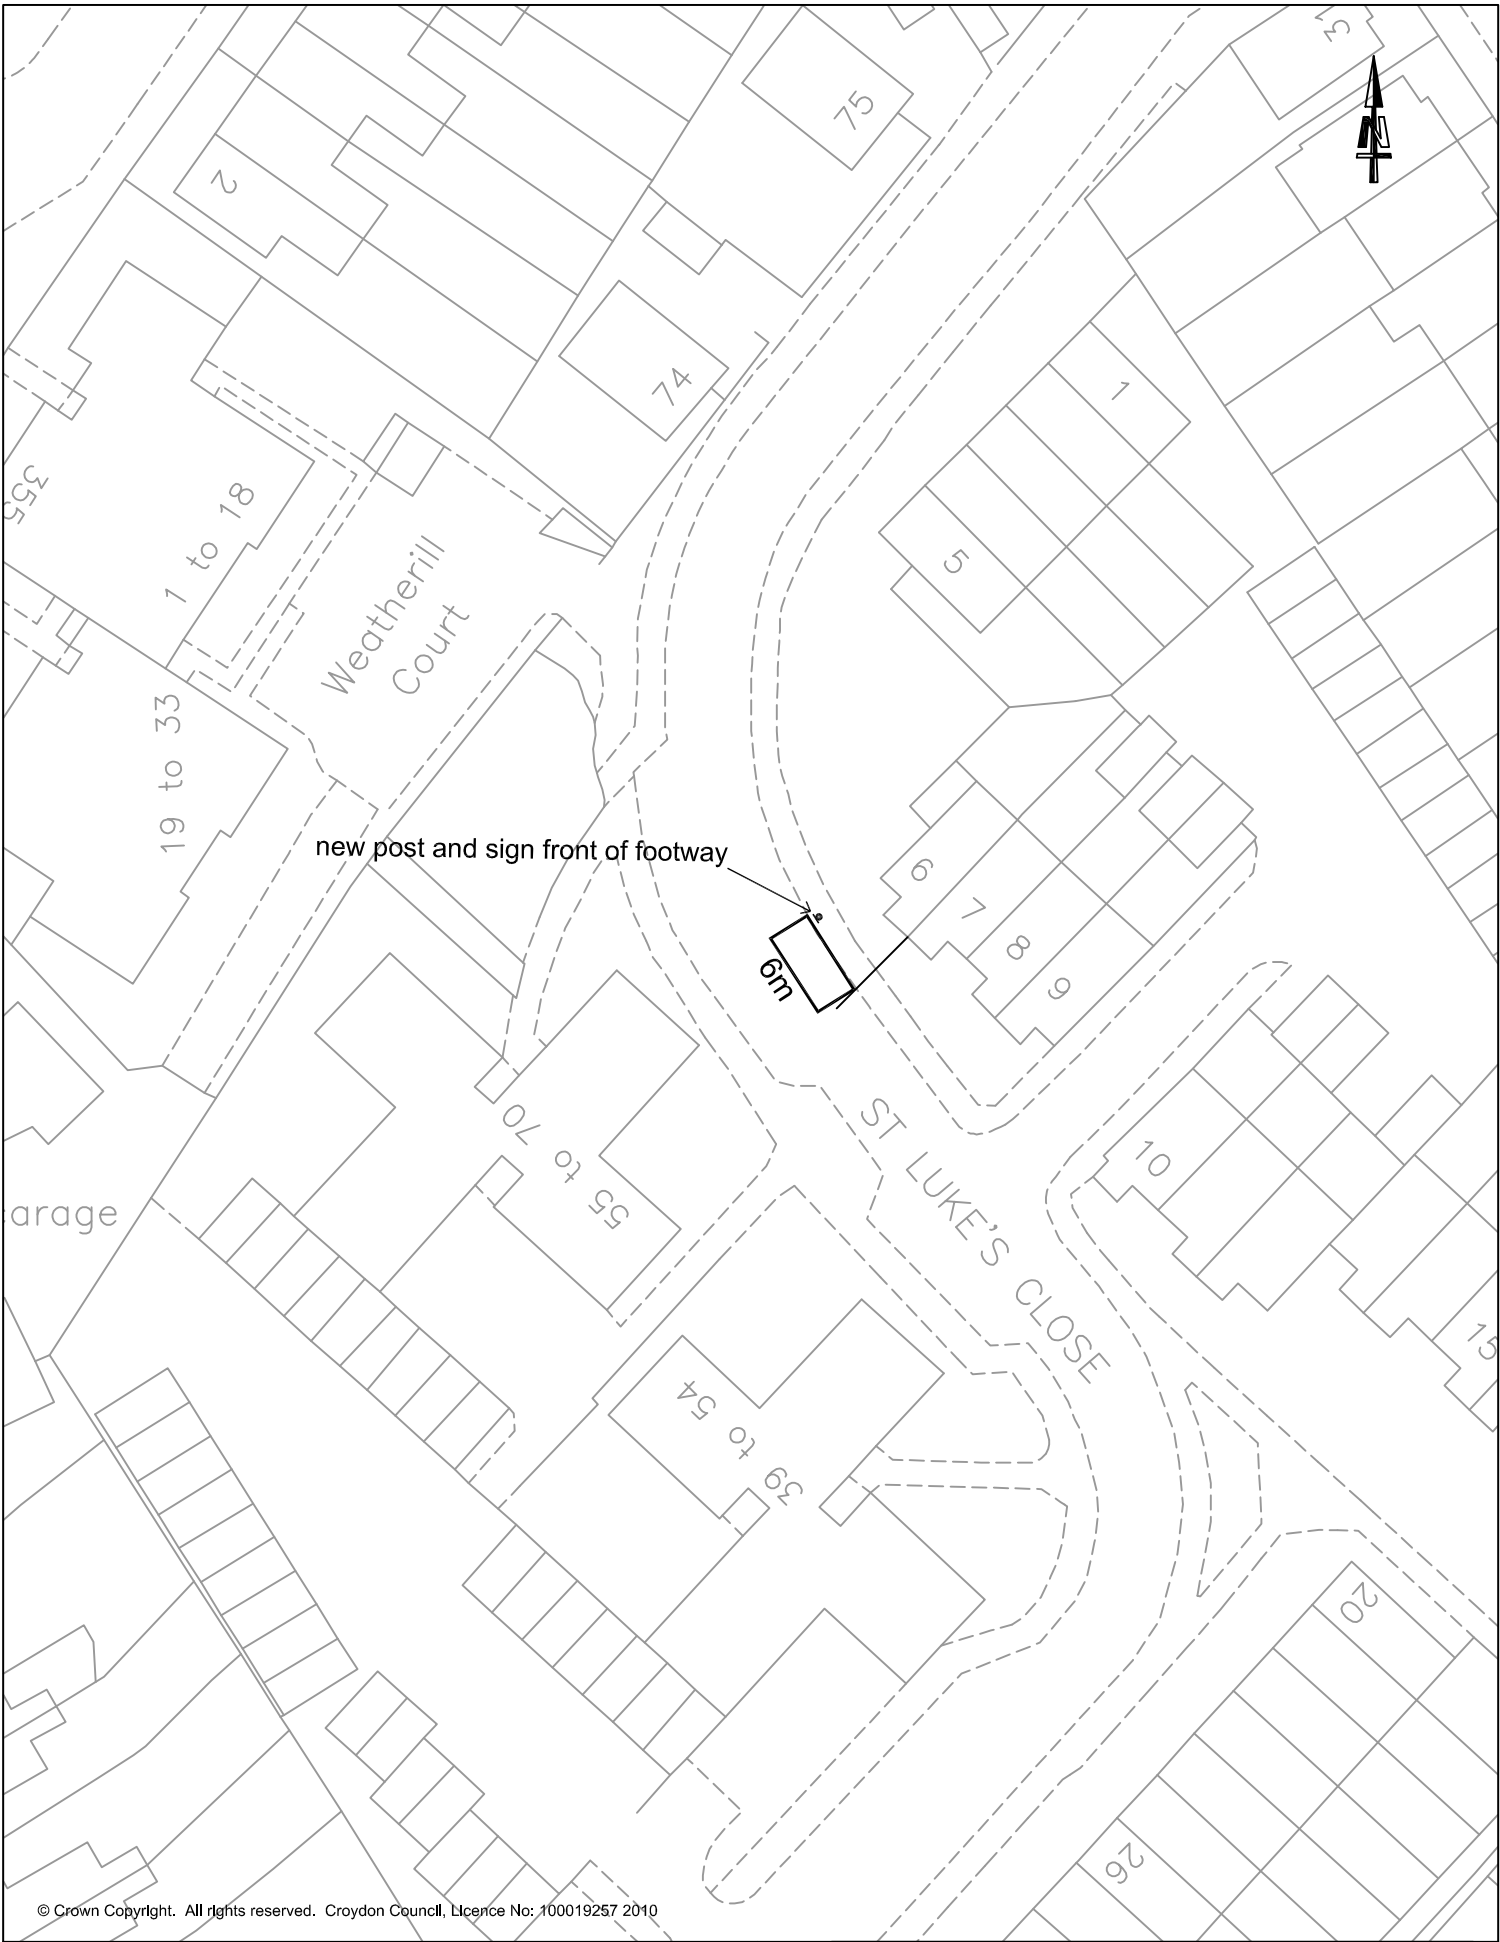 31
N
75
2
74
1
355
1 to 18
5
Weatherill
Court
19 to 33
new post and sign front of footway
6
7
8
9
6m
ST LUKE'S CLOSE
55 to 70
10
arage
15
39 to 54
20
26
© Crown Copyright. All rights reserved. Croydon Council, Licence No: 100019257 2010